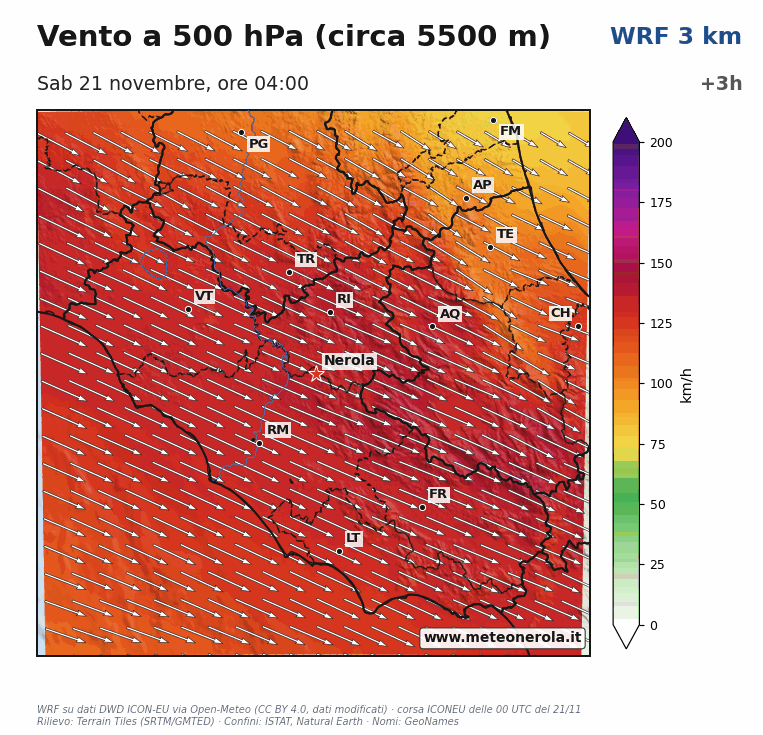 Vento a 500 hPa (circa 5500 m)
WRF 3 km
Sab 21 novembre, ore 04:00
+3h
FM
PG
AP
TE
TR
VT
RI
AQ
CH
Nerola
RM
FR
LT
www.meteonerola.it
200
175
150
125
100
75
50
25
0
km/h
WRF su dati DWD ICON-EU via Open-Meteo (CC BY 4.0, dati modificati) · corsa ICONEU delle 00 UTC del 21/11
Rilievo: Terrain Tiles (SRTM/GMTED) · Confini: ISTAT, Natural Earth · Nomi: GeoNames